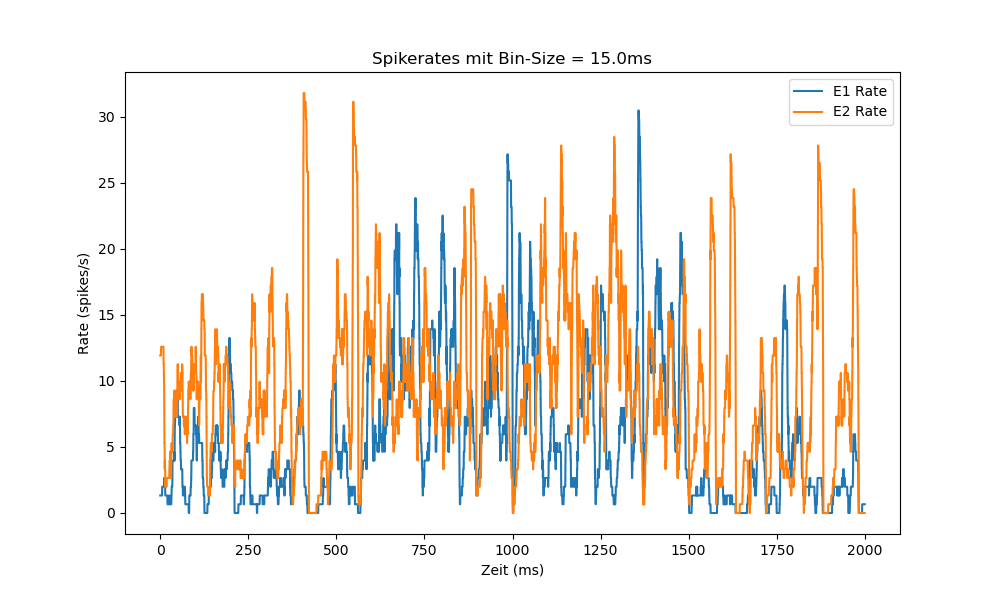 Spikerates mit Bin-Size = 15.0ms
E1 Rate
E2 Rate
Rate (spikes/s)
30
25
20
15
10
5
0
0 250 500 750 1000 1250 1500 1750 2000
Zeit (ms)